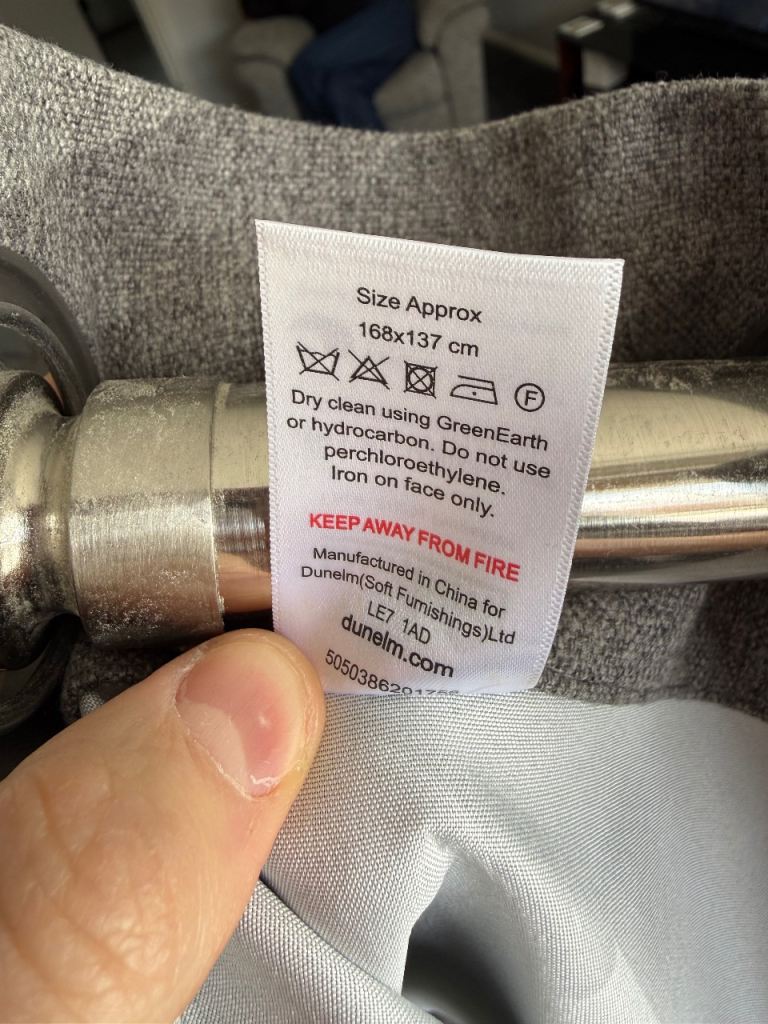 Size Approx
168x137 cm
F
Dry clean using GreenEarth
or hydrocarbon. Do not use
perchloroethylene.
Iron on face only.
KEEP AWAY FROM FIRE
Manufactured in China for
Dunelm(Soft Furnishings)Ltd
LE7 1AD
dunelm.com
5050386201756